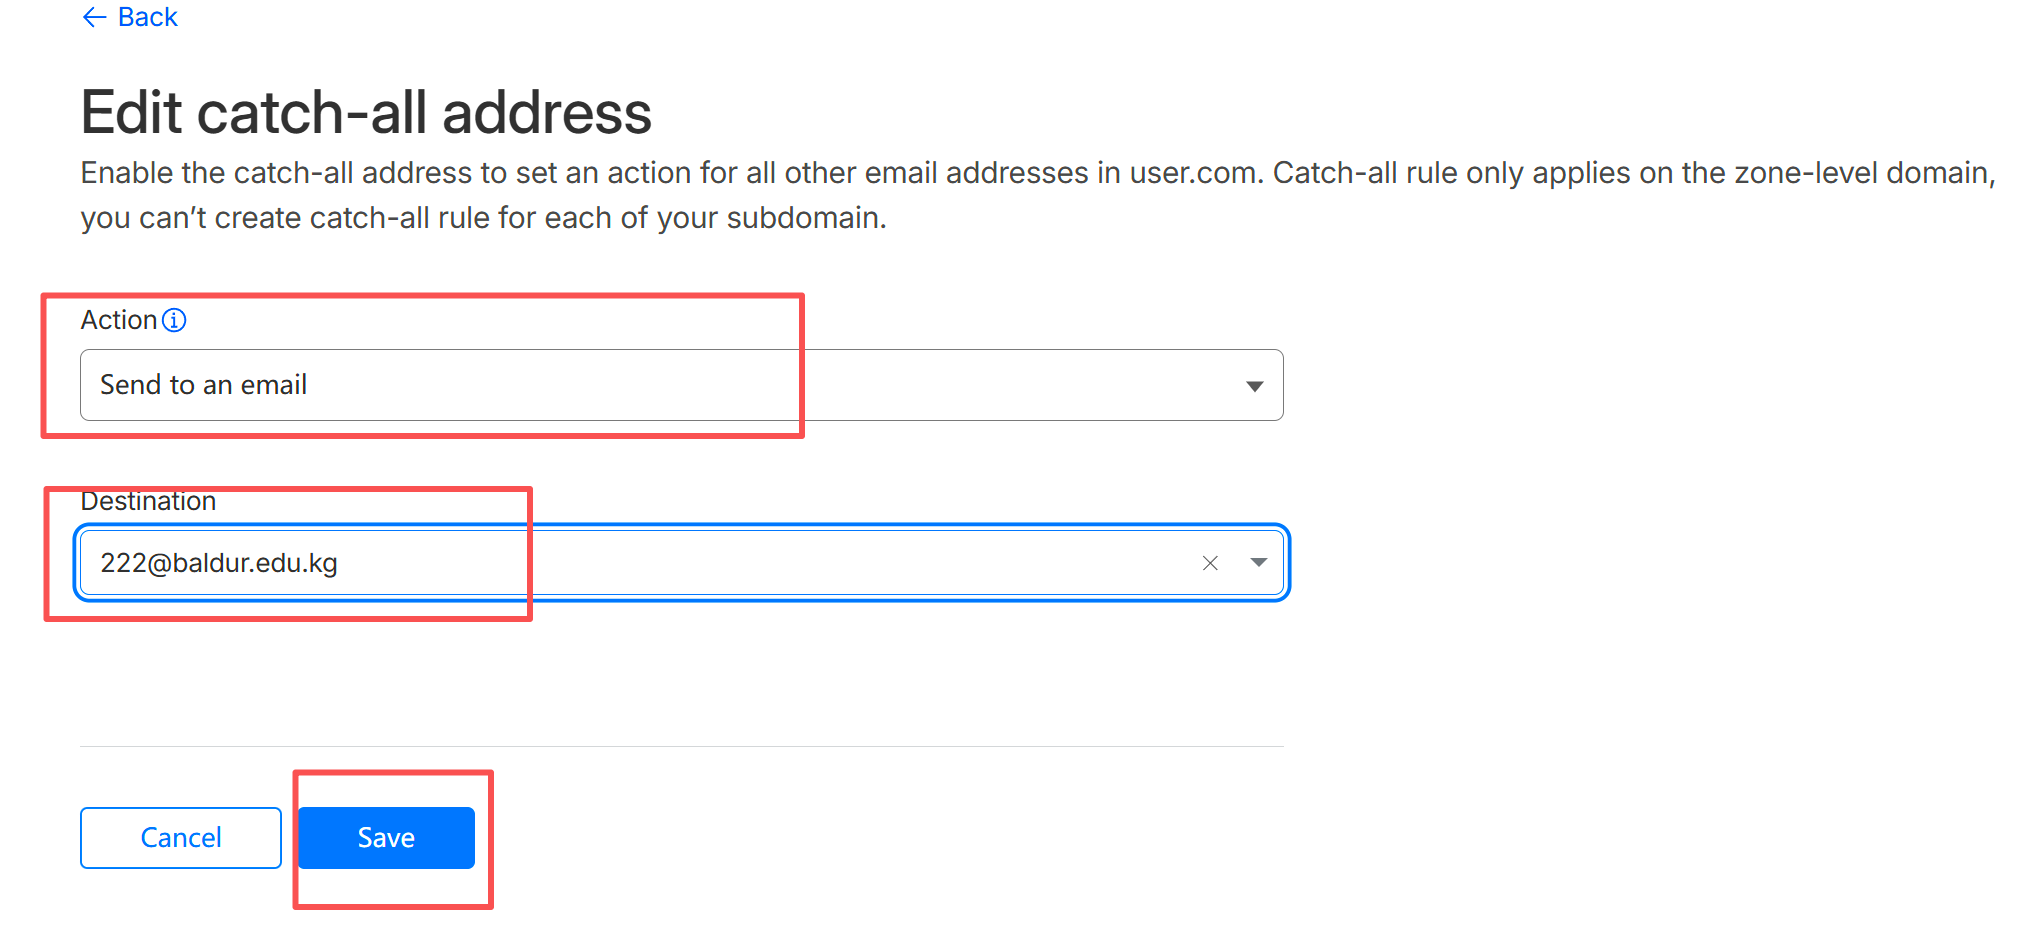 Back
Edit catch-all address
Enable the catch-all address to set an action for all other email addresses in user.com. Catch-all rule only applies on the zone-level domain,
you can’t create catch-all rule for each of your subdomain.
Action
Send to an email
Destination
222@baldur.edu.kg
Cancel
Save